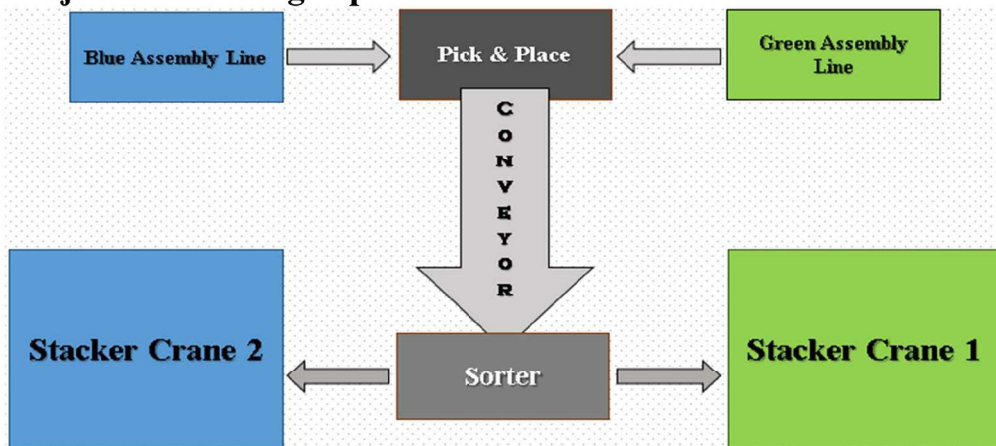 Blue Assembly Line
Pick & Place
Green Assembly
Line
C
O
N
V
E
Y
O
R
Stacker Crane 2
Sorter
Stacker Crane 1